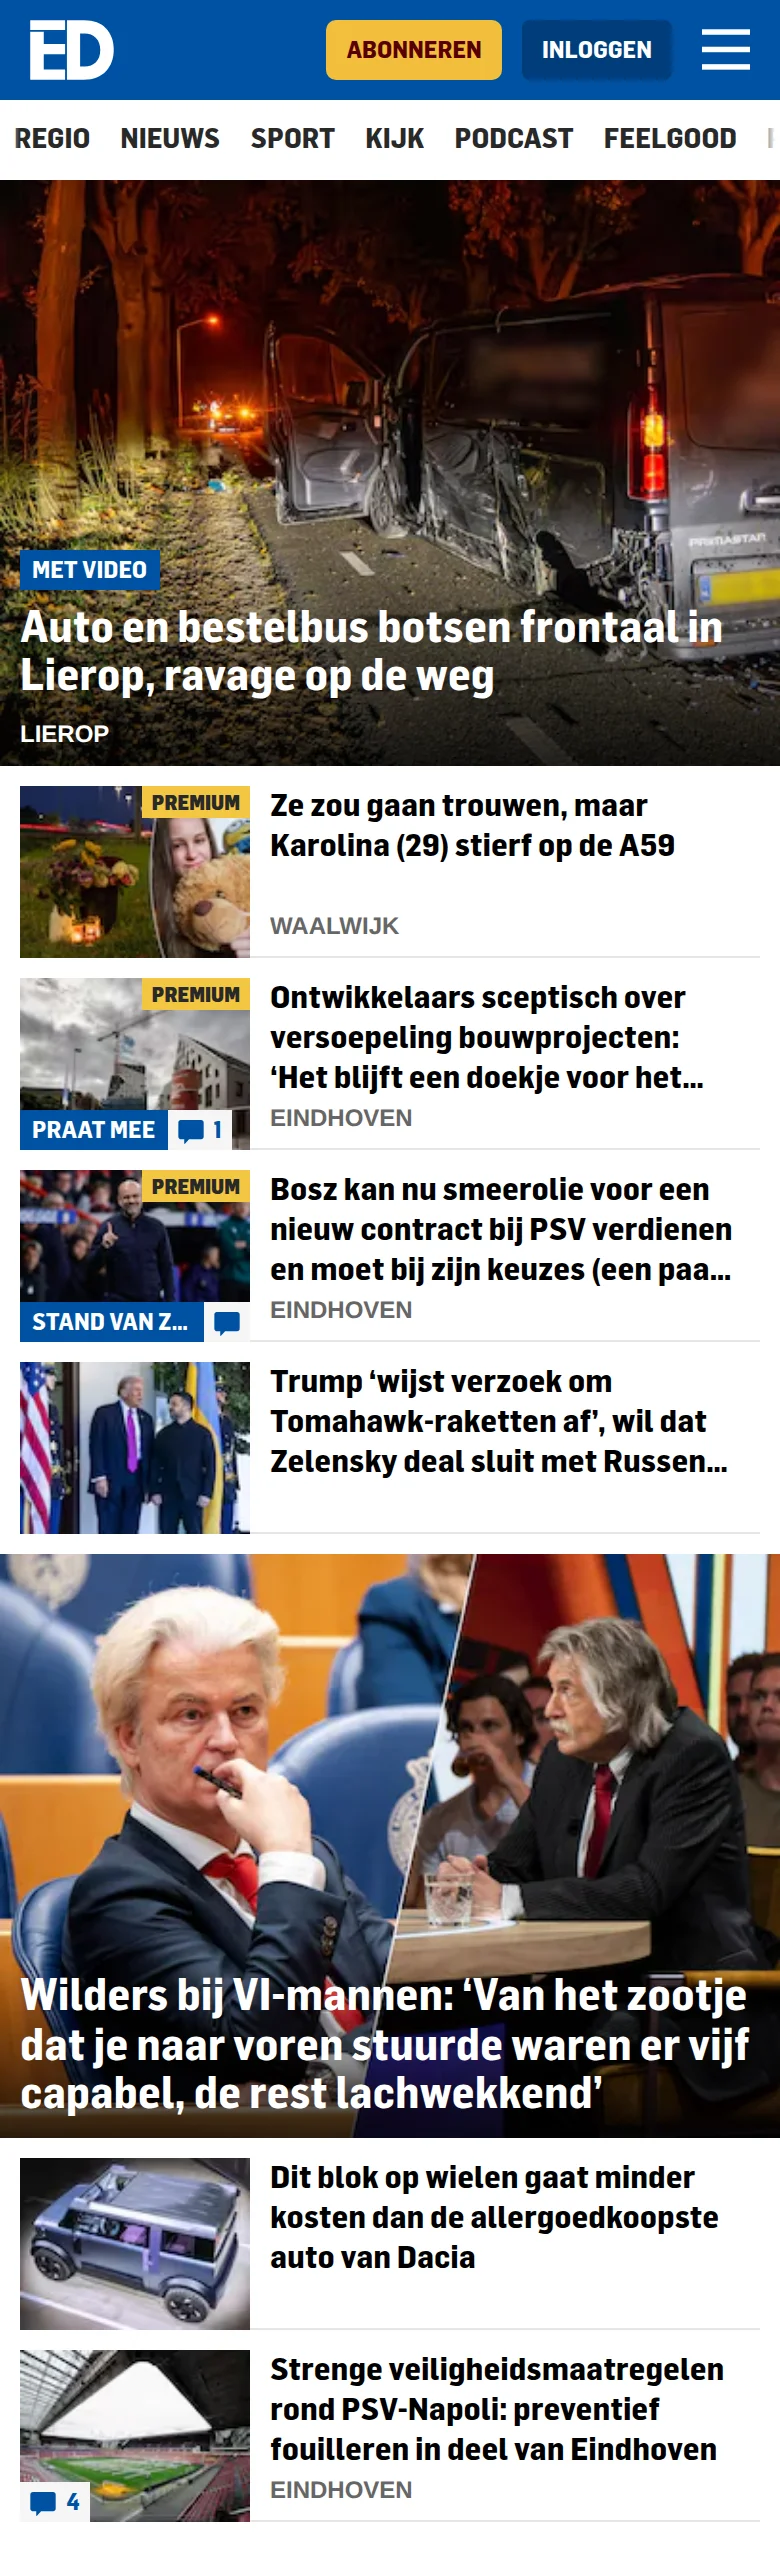 ED
ABONNEREN
INLOGGEN
REGIO NIEUWS SPORT KIJK PODCAST FEELGOOD
PRIMASTAR
MET VIDEO
Auto en bestelbus botsen frontaal in
Lierop, ravage op de weg
LIEROP
PREMIUM
Ze zou gaan trouwen, maar
Karolina (29) stierf op de A59
WAALWIJK
PREMIUM
Ontwikkelaars sceptisch over
versoepeling bouwprojecten:
‘Het blijft een doekje voor het...
PRAAT MEE 1
EINDHOVEN
PREMIUM
Bosz kan nu smeerolie voor een
nieuw contract bij PSV verdienen
en moet bij zijn keuzes (een paa...
STAND VAN Z...
EINDHOVEN
Trump ‘wijst verzoek om
Tomahawk-raketten af’, wil dat
Zelensky deal sluit met Russen...
Wilders bij VI-mannen: ‘Van het zootje
dat je naar voren stuurde waren er vijf
capabel, de rest lachwekkend’
Dit blok op wielen gaat minder
kosten dan de allergoedkoopste
auto van Dacia
Strenge veiligheidsmaatregelen
rond PSV-Napoli: preventief
fouilleren in deel van Eindhoven
4
EINDHOVEN